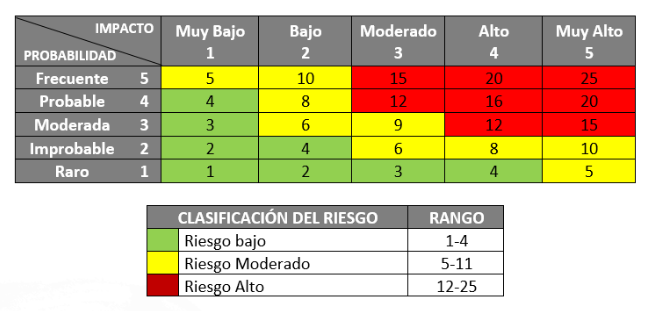 IMPACTO Muy Bajo Bajo Moderado Alto Muy Alto
PROBABILIDAD 1 2 3 4 5
Frecuente 5 5 10 15 20 25
Probable 4 4 8 12 16 20
Moderada 3 3 6 9 12 15
Improbable 2 2 4 6 8 10
Raro 1 1 2 3 4 5
CLASIFICACIÓN DEL RIESGO RANGO
Riesgo bajo 1-4
Riesgo Moderado 5-11
Riesgo Alto 12-25